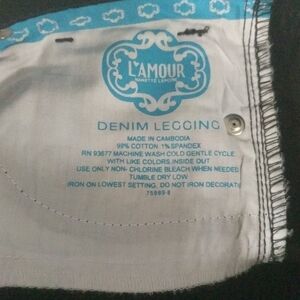 L'AMOUR
NANETTE LEPORE
DENIM LEGGING
MADE IN CAMBODIA
99% COTTON 1% SPANDEX
RN 93677 MACHINE WASH COLD GENTLE CYCLE
WITH LIKE COLORS, INSIDE OUT
USE ONLY NON- CHLORINE BLEACH WHEN NEEDED
TUMBLE DRY LOW
IRON ON LOWEST SETTING, DO NOT IRON DECORATI